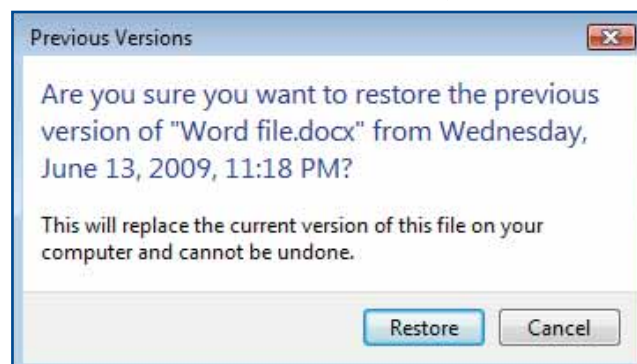 Previous Versions
Are you sure you want to restore the previous
version of "Word file.docx" from Wednesday,
June 13, 2009, 11:18 PM?
This will replace the current version of this file on your
computer and cannot be undone.
Restore Cancel